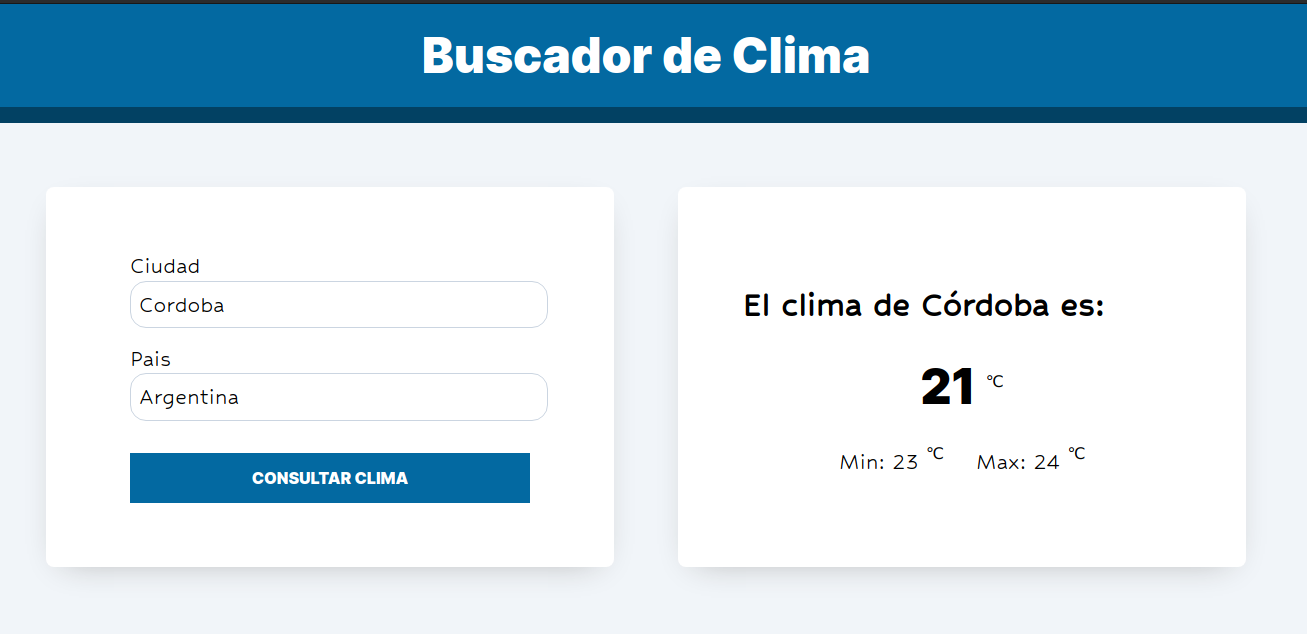 Buscador de Clima
Ciudad
Cordoba
Pais
Argentina
CONSULTAR CLIMA
El clima de Córdoba es:
21 ℃
Min: 23 ℃ Max: 24 ℃